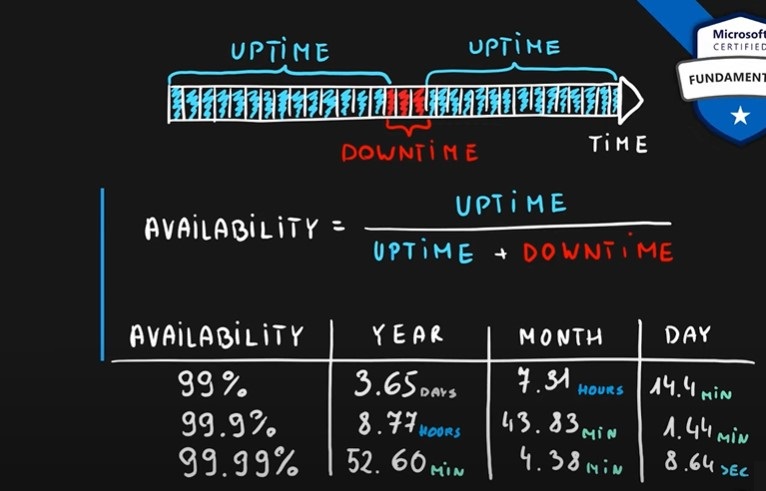 UPTiME UPTiME
DOWNTiME
TiME
Microsoft
CERTIFIED
FUNDAMENT
AVAiLABiLiTY = UPTiME
UPTiME + DOWNTiME
AVAiLABiLiTY YEAR MONTH DAY
99% 3.65 DAYS 7.31 HOURS 14.4 MiN
99.9% 8.77 HOORS 43.83 MiN 1.44 MiN
99.99% 52.60 MiN 4.38 MiN 8.64 SEC